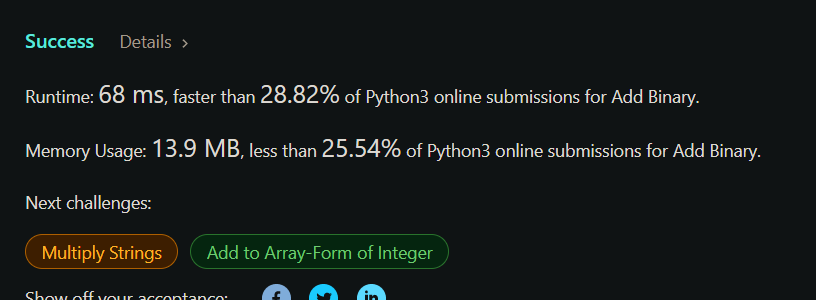 Success Details >
Runtime: 68 ms, faster than 28.82% of Python3 online submissions for Add Binary.
Memory Usage: 13.9 MB, less than 25.54% of Python3 online submissions for Add Binary.
Next challenges:
Multiply Strings Add to Array-Form of Integer
Show off your acceptance: